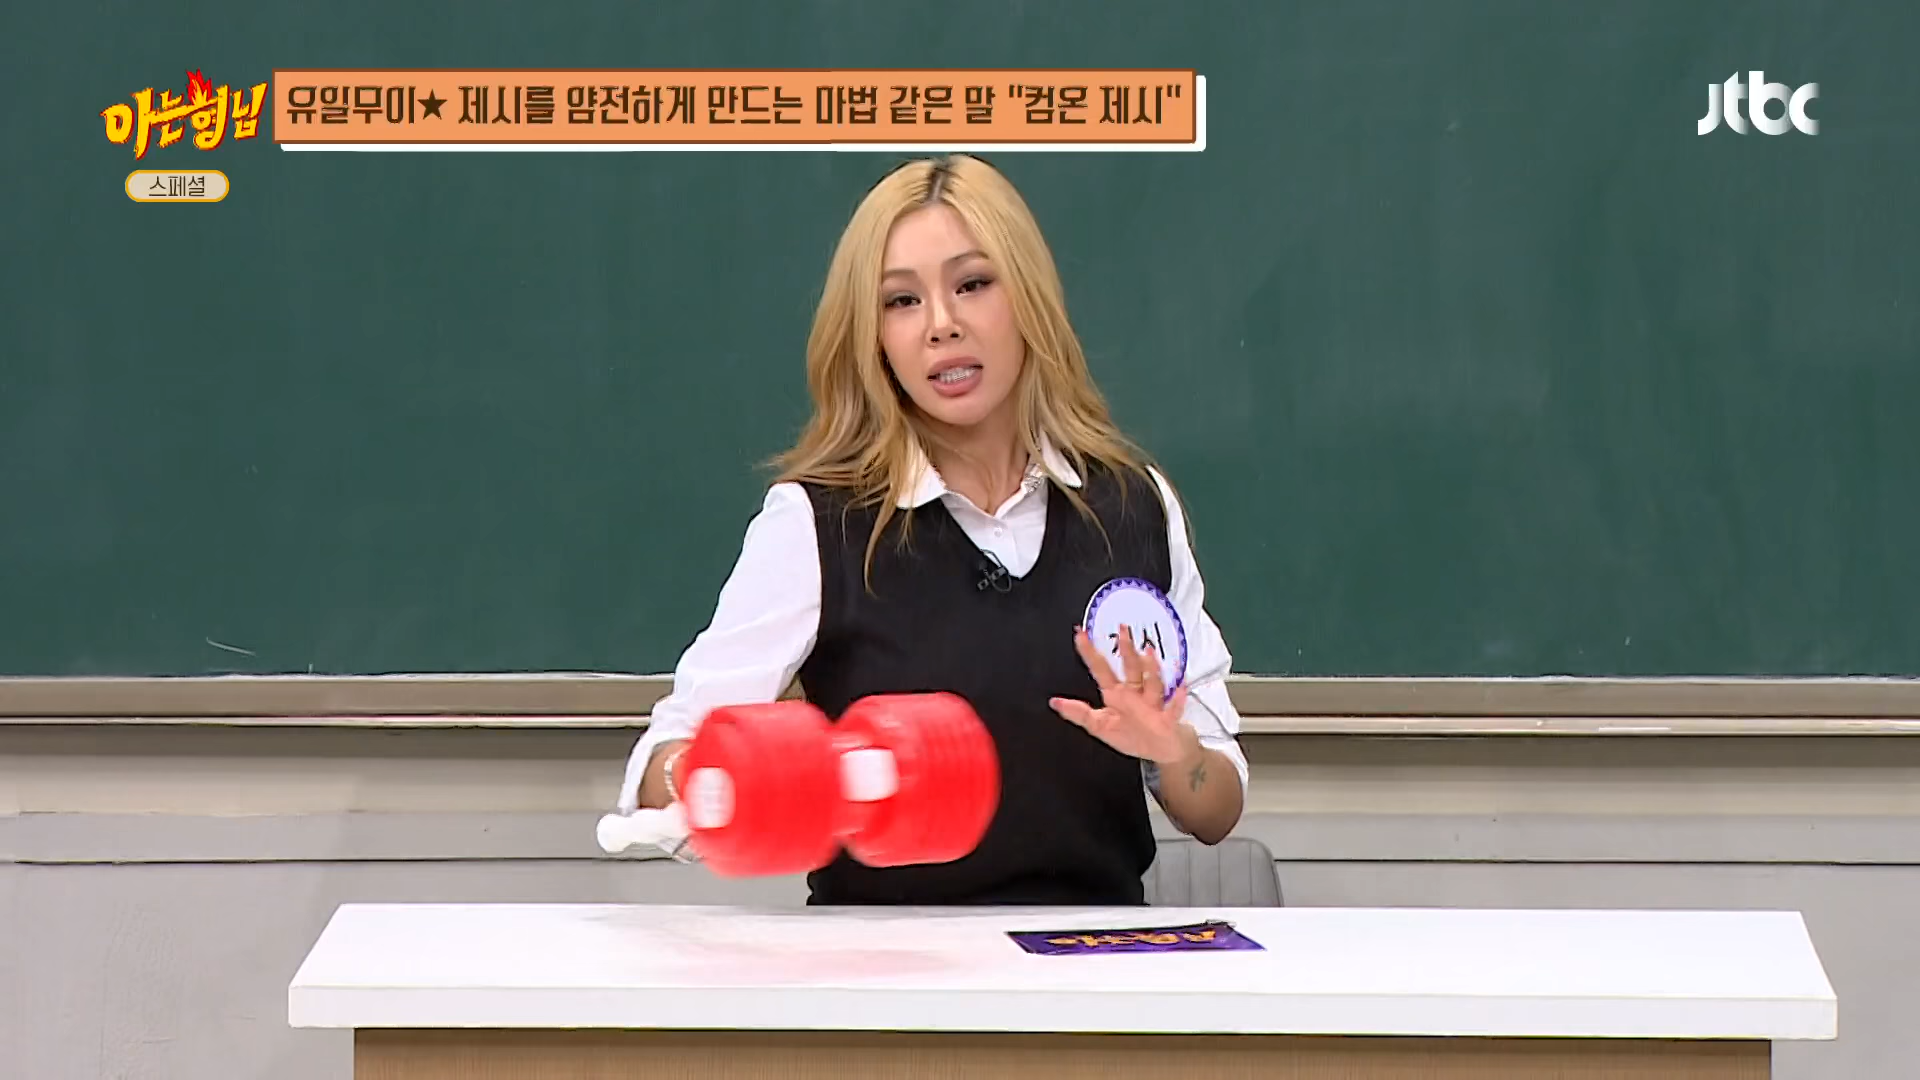 아는형님
유일무이★ 제시를 얌전하게 만드는 마법 같은 말 "컴온 제시"
jtbc
스페셜